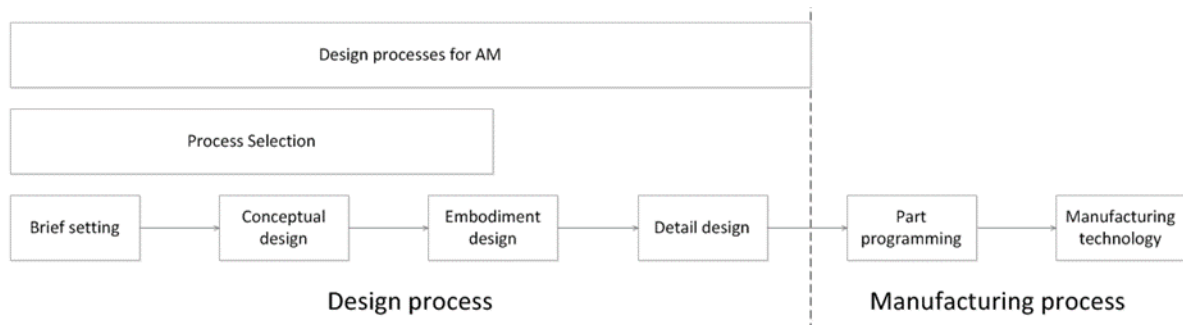 Design processes for AM
Process Selection
Brief setting
Conceptual
design
Embodiment
design
Detail design
Part
programming
Manufacturing
technology
Design process
Manufacturing process